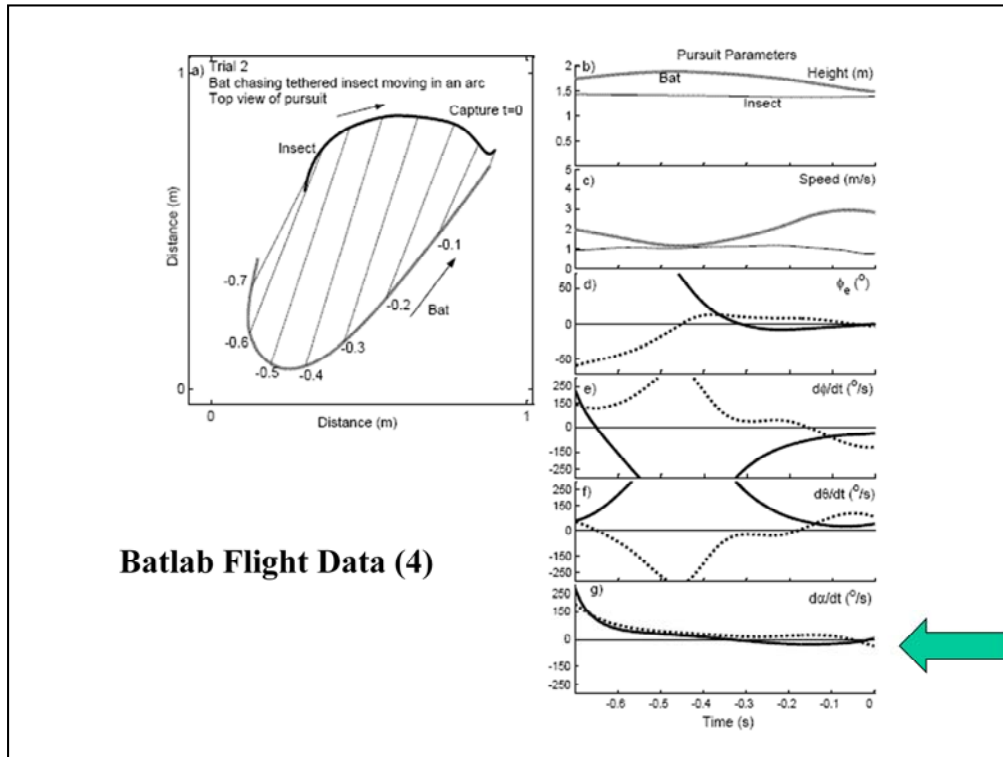 a) Trial 2
Bat chasing tethered insect moving in an arc
Top view of pursuit
Capture t=0
Insect
Bat
-0.7
-0.6
-0.5
-0.4
-0.3
-0.2
-0.1
1
0
Distance (m)
0
1
Distance (m)
Pursuit Parameters
b)
Height (m)
Bat
Insect
2
1.5
1
0.5
c)
Speed (m/s)
5
4
3
2
1
0
d)
ϕe (°)
50
0
-50
e)
dϕ/dt (°/s)
250
150
0
-150
250
f)
dθ/dt (°/s)
250
150
0
-150
250
g)
dα/dt (°/s)
250
150
0
-150
-250
-0.6
-0.5
-0.4
-0.3
-0.2
-0.1
0
Time (s)
Batlab Flight Data (4)